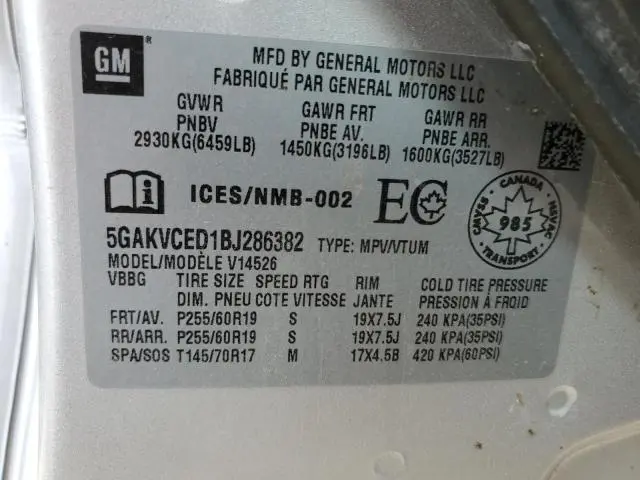 GM ®
MFD BY GENERAL MOTORS LLC
FABRIQUÉ PAR GENERAL MOTORS LLC
GVWR GAWR FRT GAWR RR
PNBV PNBE AV. PNBE ARR.
2930KG(6459LB) 1450KG(3196LB) 1600KG(3527LB)
i ICES/NMB-002 EC
CANADA
CMVSS 985 NSVAC
TRANSPORT
5GAKVCED1BJ286382 TYPE: MPV/VTUM
MODEL/MODÈLE V14526
VBBG TIRE SIZE SPEED RTG RIM COLD TIRE PRESSURE
DIM. PNEU COTE VITESSE JANTE PRESSION À FROID
FRT/AV. P255/60R19 S 19X7.5J 240 KPA(35PSI)
RR/ARR. P255/60R19 S 19X7.5J 240 KPA(35PSI)
SPA/SOS T145/70R17 M 17X4.5B 420 KPA(60PSI)